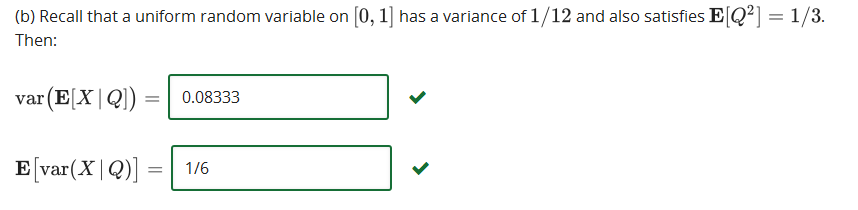 (b) Recall that a uniform random variable on [0, 1] has a variance of 1/12 and also satisfies E[Q²] = 1/3.
Then:
var(E[X | Q]) = 0.08333
E[var(X | Q)] = 1/6